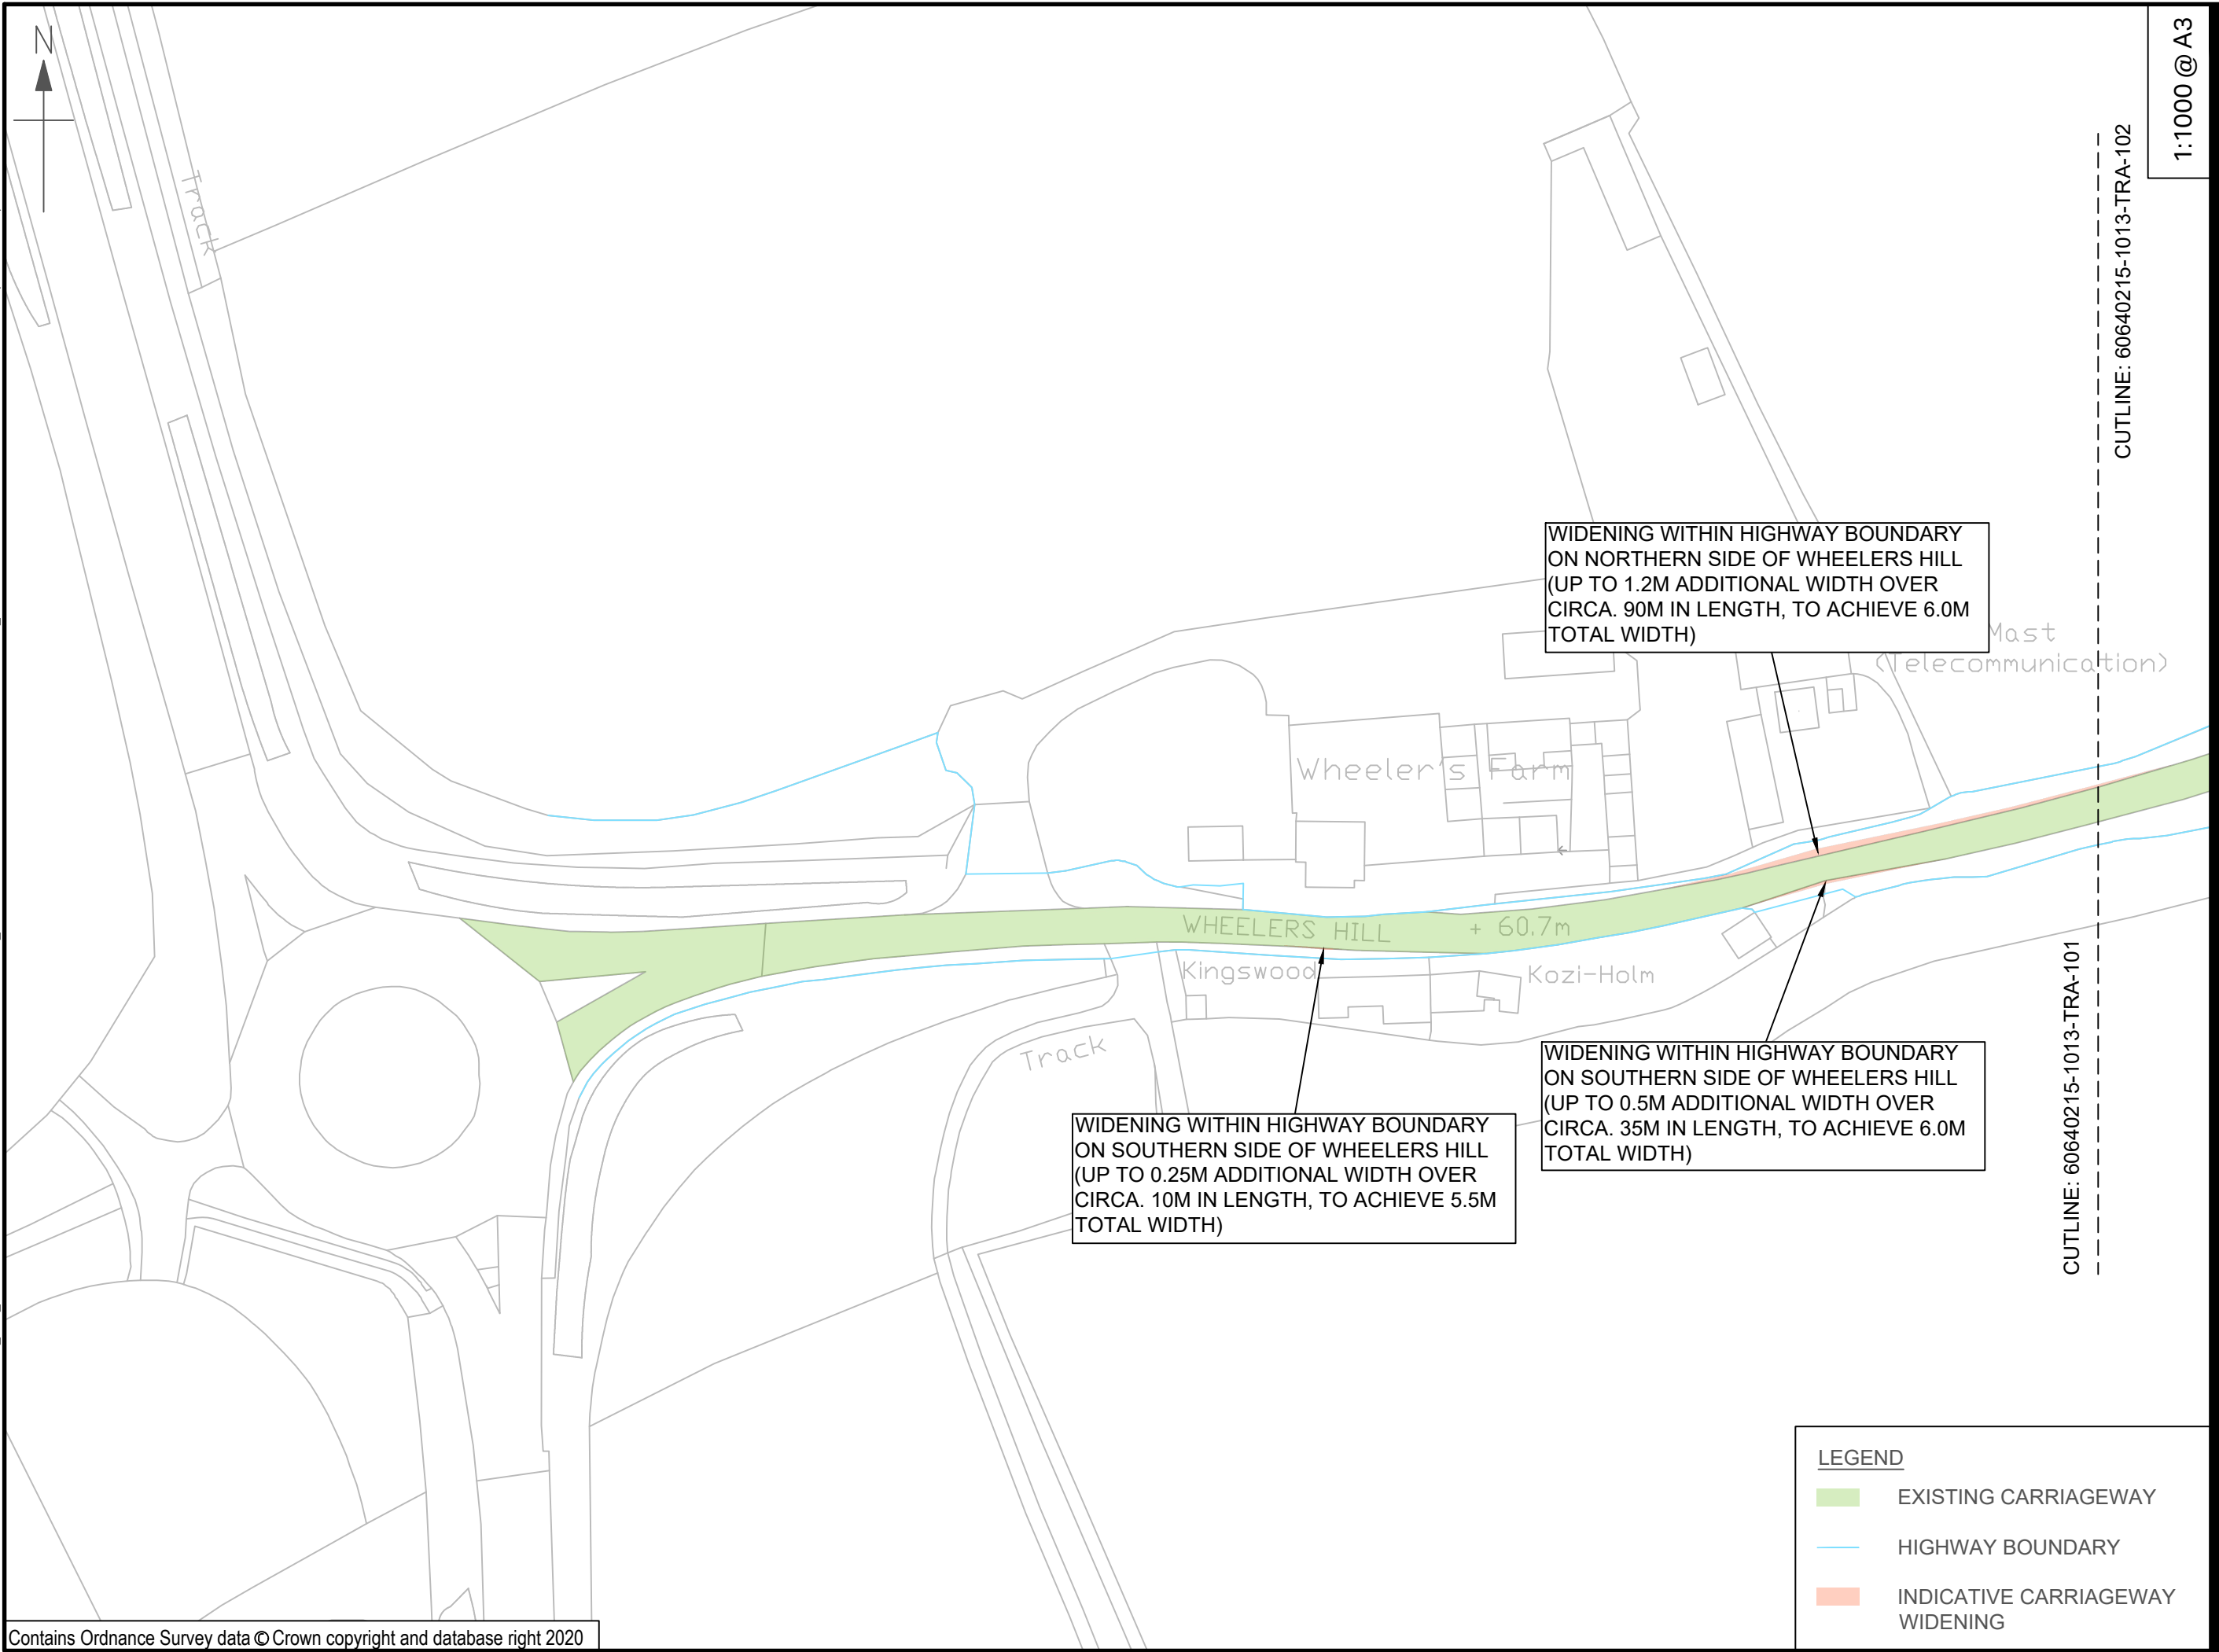 N
1:1000 @ A3
Track
CUTLINE: 60640215-1013-TRA-102
WIDENING WITHIN HIGHWAY BOUNDARY
ON NORTHERN SIDE OF WHEELERS HILL
(UP TO 1.2M ADDITIONAL WIDTH OVER
CIRCA. 90M IN LENGTH, TO ACHIEVE 6.0M
TOTAL WIDTH)
Mast
(Telecommunication)
Wheeler's Farm
WHEELERS HILL + 60.7m
Kingswood
Kozi-Holm
Track
WIDENING WITHIN HIGHWAY BOUNDARY
ON SOUTHERN SIDE OF WHEELERS HILL
(UP TO 0.5M ADDITIONAL WIDTH OVER
CIRCA. 35M IN LENGTH, TO ACHIEVE 6.0M
TOTAL WIDTH)
CUTLINE: 60640215-1013-TRA-101
WIDENING WITHIN HIGHWAY BOUNDARY
ON SOUTHERN SIDE OF WHEELERS HILL
(UP TO 0.25M ADDITIONAL WIDTH OVER
CIRCA. 10M IN LENGTH, TO ACHIEVE 5.5M
TOTAL WIDTH)
LEGEND
EXISTING CARRIAGEWAY
HIGHWAY BOUNDARY
INDICATIVE CARRIAGEWAY
WIDENING
Contains Ordnance Survey data © Crown copyright and database right 2020